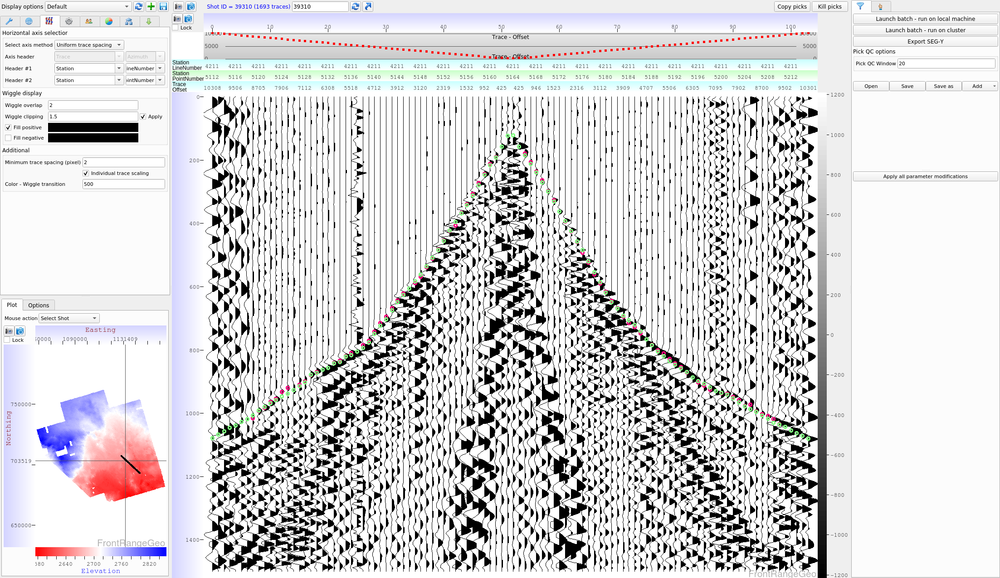 Display options Default
Horizontal axis selection
Select axis method Uniform trace spacing
Axis header Trace Azimuth
Header #1 Station ineNumber
Header #2 Station intNumber
Wiggle display
Wiggle overlap 2
Wiggle clipping 1.5 Apply
Fill positive
Fill negative
Additional
Minimum trace spacing (pixel) 2
Individual trace scaling
Color - Wiggle transition 500
Plot Options
Mouse action Select Shot
Easting
Lock
50000 1090000 1131409
Northing
750000
703519
650000
FrontRangeGeo
680 2640 2700 2760 2820
Elevation
Shot ID = 39310 (1693 traces) 39310
Copy picks Kill picks
Lock
0 10 20 30 40 50 60 70 80 90 100
10000 Trace - Offset 10000
5000 5000
0 Trace - Offset 0
Station
LineNumber 4211 4211 4211 4211 4211 4211 4211 4211 4211 4211 4211 4211 4211 4211 4211 4211 4211 4211 4211 4211 4211 4211 4211 4211 4211 4211
Station
PointNumber 5112 5116 5120 5124 5128 5132 5136 5140 5144 5148 5152 5156 5160 5164 5168 5172 5176 5180 5184 5188 5192 5196 5200 5204 5208 5212
Trace
Offset 10308 9506 8705 7906 7112 6308 5518 4712 3912 3120 2319 1532 952 425 425 946 1523 2316 3112 3909 4707 5506 6305 7095 7902 8700 9502 10301
0
200
400
600
800
1000
1200
1400
FrontRangeGeo
1200
1000
800
600
400
200
0
−200
−400
−600
−800
−1000
−1200
Launch batch - run on local machine
Launch batch - run on cluster
Export SEG-Y
Pick QC options
Pick QC Window 20
Open Save Save as Add
Apply all parameter modifications